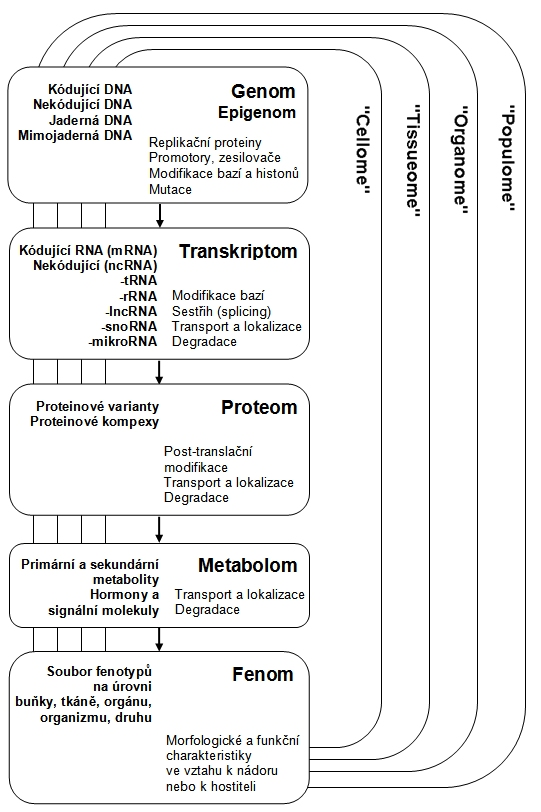 Kódující DNA
Nekódující DNA
Jaderná DNA
Mimojaderná DNA
Genom
Epigenom
Replikační proteiny
Promotory, zesilovače
Modifikace bazí a histonů
Mutace
Kódující RNA (mRNA)
Nekódující (ncRNA)
-tRNA
-rRNA
-lncRNA
-snoRNA
-mikroRNA
Transkriptom
Modifikace bazí
Sestřih (splicing)
Transport a lokalizace
Degradace
Proteinové varianty
Proteinové kompexy
Proteom
Post-translační
modifikace
Transport a lokalizace
Degradace
Primární a sekundární
metabolity
Hormony a
signální molekuly
Metabolom
Transport a lokalizace
Degradace
Soubor fenotypů
na úrovni
buňky, tkáně, orgánu,
organizmu, druhu
Fenom
Morfologické a funkční
charakteristiky
ve vztahu k nádoru
nebo k hostiteli
"Cellome"
"Tissueome"
"Organome"
"Populome"